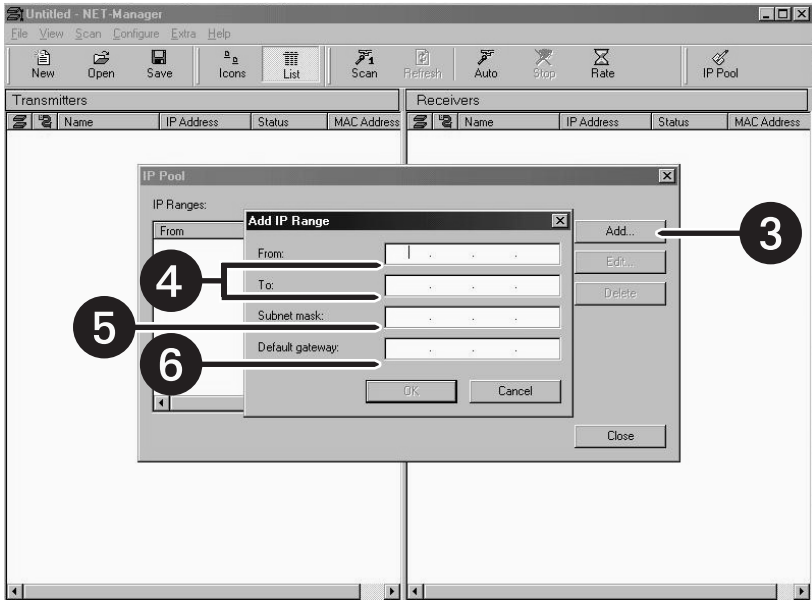 Untitled - NET-Manager
File View Scan Configure Extra Help
New Open Save Icons List Scan Refresh Auto Stop Rate IP Pool
Transmitters
Receivers
Name IP Address Status MAC Address
Name IP Address Status MAC Address
IP Pool
IP Ranges:
From
Add IP Range
From: . . .
To: . . .
Subnet mask: . . .
Default gateway: . . .
OK Cancel
Add...
Edit...
Delete
Close
3
4
5
6